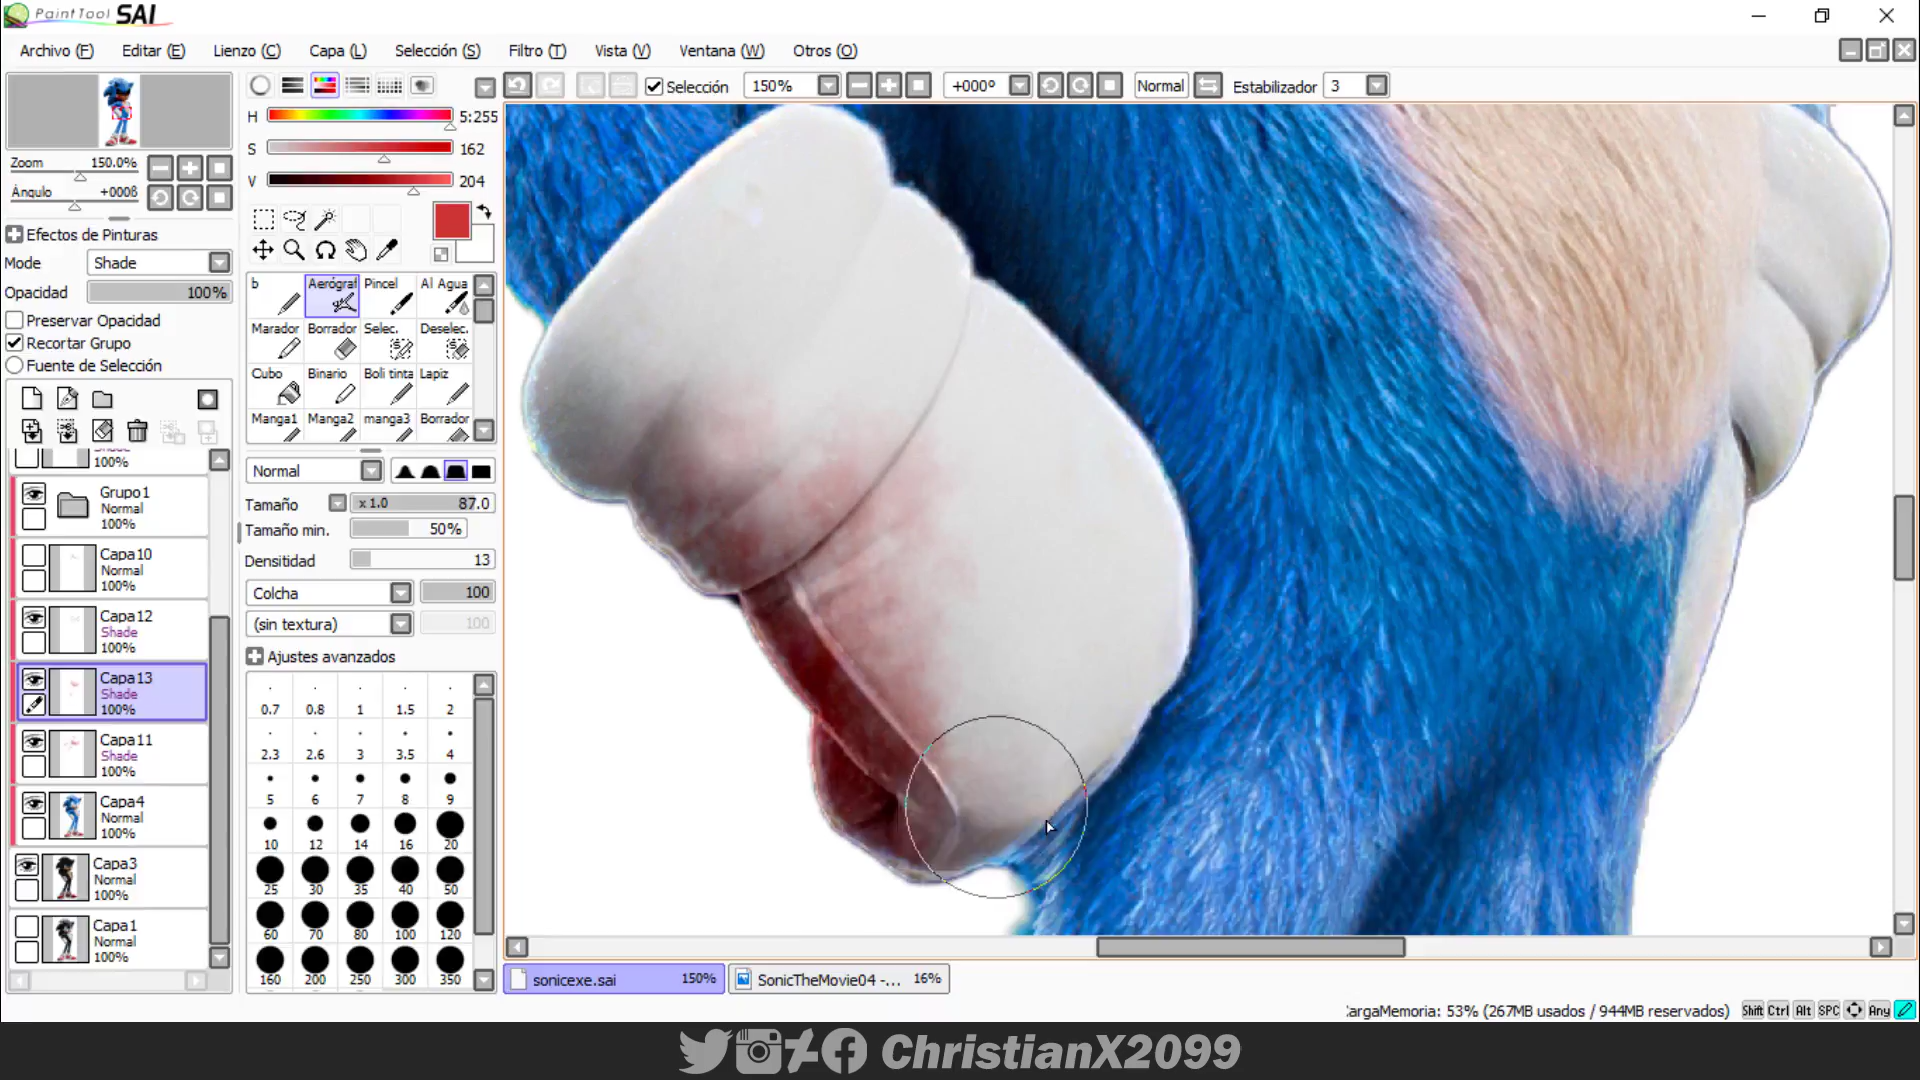 PaintTool SAI
Archivo (F) Editar (E) Lienzo (C) Capa (L) Selección (S) Filtro (T) Vista (V) Ventana (W) Otros (O)
Selección 150% +000º Normal Estabilizador 3
Zoom 150.0%
Ángulo +000ß
Efectos de Pinturas
Mode Shade
Opacidad 100%
Preservar Opacidad
Recortar Grupo
Fuente de Selección
100%
Grupo1
Normal
100%
Capa10
Normal
100%
Capa12
Shade
100%
Capa13
Shade
100%
Capa11
Shade
100%
Capa4
Normal
100%
Capa3
Normal
100%
Capa1
Normal
100%
H 5:255
S 162
V 204
b Aerógraf Pincel Al Agua
Marador Borrador Selec. Deselec.
Cubo Binario Boli tinta Lapiz
Manga1 Manga2 manga3 Borrador
Normal
Tamaño x 1.0 87.0
Tamaño min. 50%
Densitidad 13
Colcha 100
(sin textura) 100
Ajustes avanzados
0.7 0.8 1 1.5 2
2.3 2.6 3 3.5 4
5 6 7 8 9
10 12 14 16 20
25 30 35 40 50
60 70 80 100 120
160 200 250 300 350
sonicexe.sai 150% SonicTheMovie04 -... 16%
argaMemoria: 53% (267MB usados / 944MB reservados) Shift Ctrl Alt SPC Any
ChristianX2099